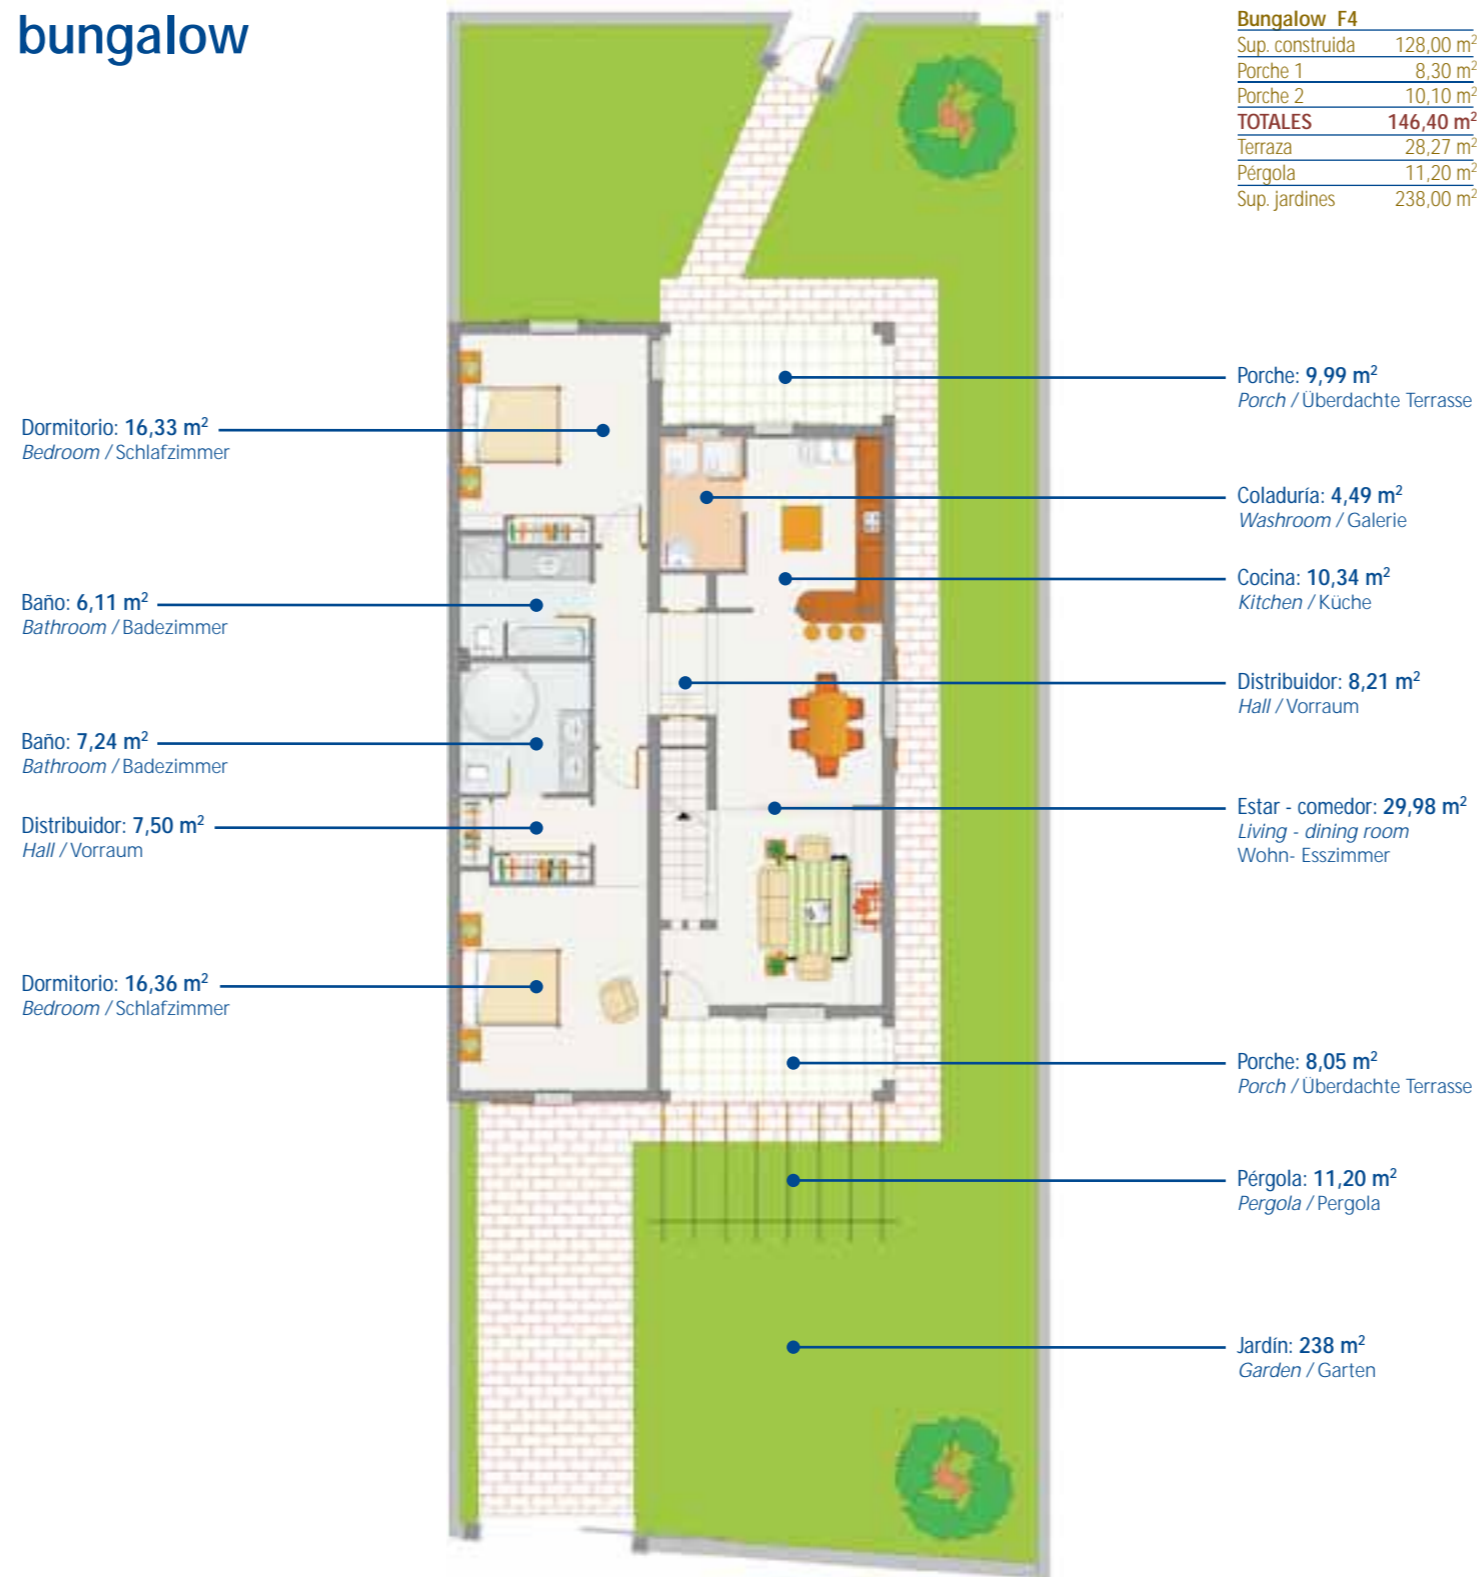 bungalow
Bungalow F4
Sup. construida 128,00 m²
Porche 1 8,30 m²
Porche 2 10,10 m²
TOTALES 146,40 m²
Terraza 28,27 m²
Pérgola 11,20 m²
Sup. jardines 238,00 m²
Dormitorio: 16,33 m²
Bedroom / Schlafzimmer
Baño: 6,11 m²
Bathroom / Badezimmer
Baño: 7,24 m²
Bathroom / Badezimmer
Distribuidor: 7,50 m²
Hall / Vorraum
Dormitorio: 16,36 m²
Bedroom / Schlafzimmer
Porche: 9,99 m²
Porch / Überdachte Terrasse
Coladuría: 4,49 m²
Washroom / Galerie
Cocina: 10,34 m²
Kitchen / Küche
Distribuidor: 8,21 m²
Hall / Vorraum
Estar - comedor: 29,98 m²
Living - dining room
Wohn- Esszimmer
Porche: 8,05 m²
Porch / Überdachte Terrasse
Pérgola: 11,20 m²
Pergola / Pergola
Jardín: 238 m²
Garden / Garten